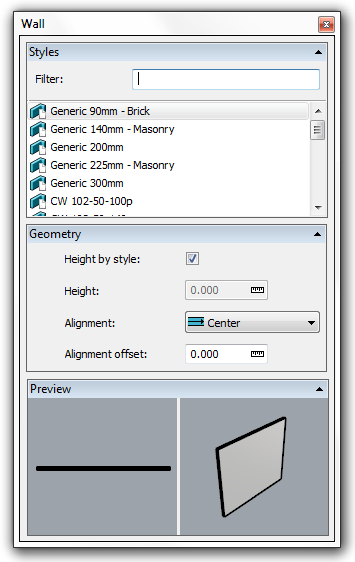 Wall
Styles
Filter:
Generic 90mm - Brick
Generic 140mm - Masonry
Generic 200mm
Generic 225mm - Masonry
Generic 300mm
CW 102-50-100p
Geometry
Height by style:
Height: 0.000
Alignment: Center
Alignment offset: 0.000
Preview